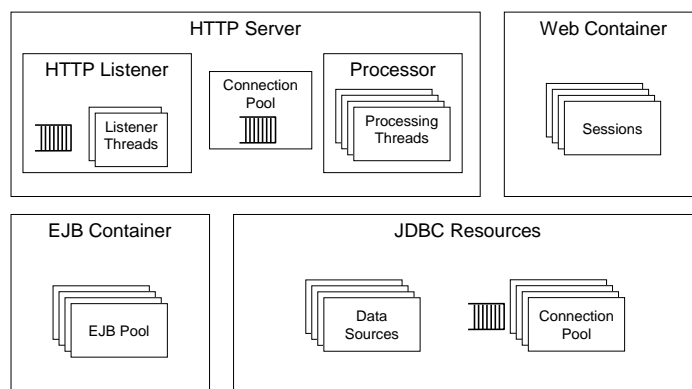 HTTP Server
HTTP Listener
Listener
Threads
Connection
Pool
Processor
Processing
Threads
Web Container
Sessions
EJB Container
EJB Pool
JDBC Resources
Data
Sources
Connection
Pool